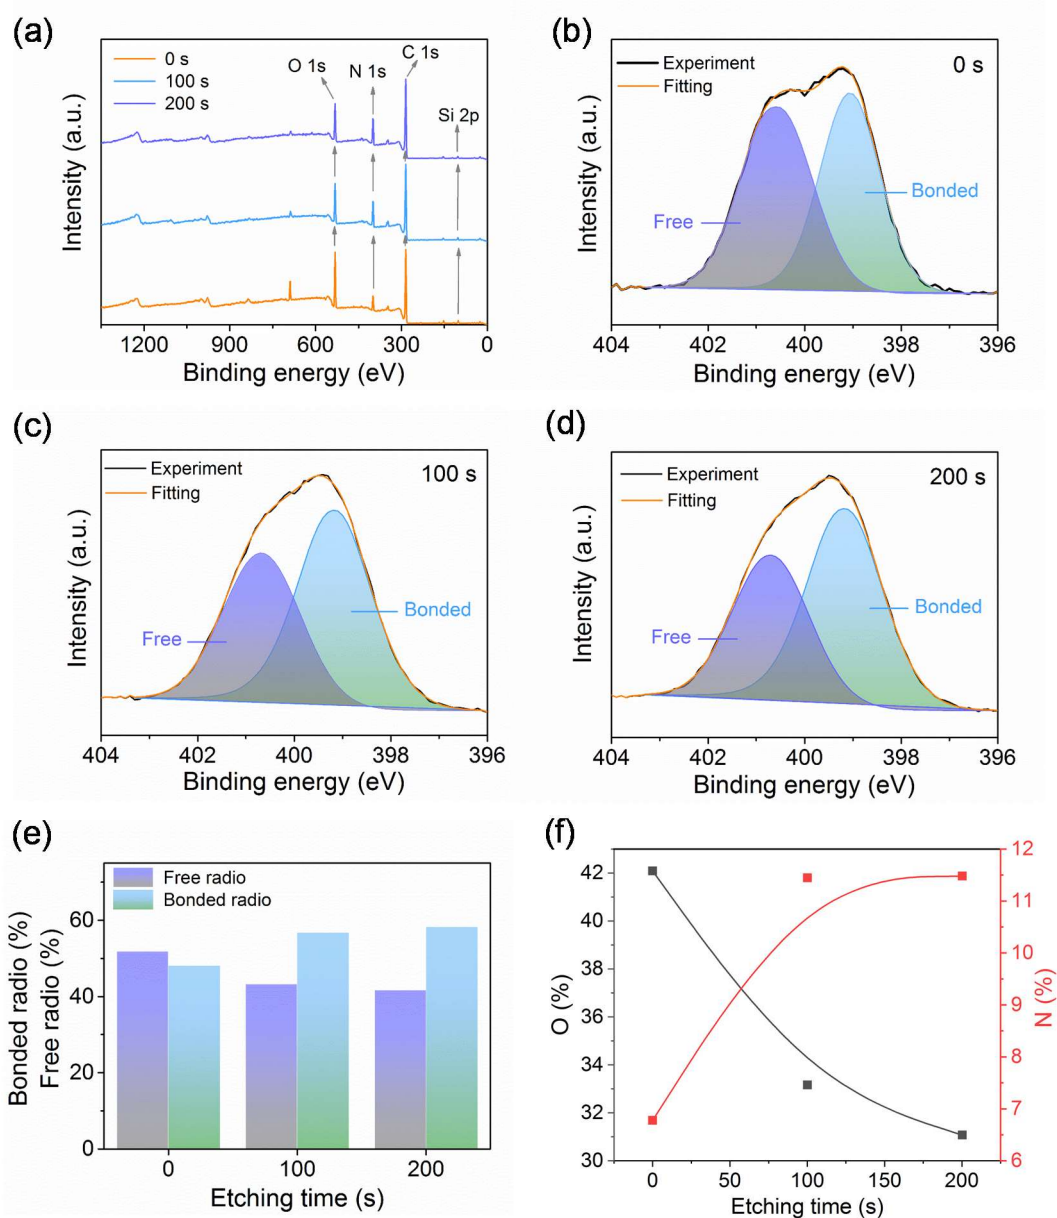 (a)
0 s
100 s
200 s
O 1s
N 1s
C 1s
Si 2p
Intensity (a.u.)
1200 900 600 300 0
Binding energy (eV)
(b)
Experiment
Fitting
0 s
Free
Bonded
Intensity (a.u.)
404 402 400 398 396
Binding energy (eV)
(c)
Experiment
Fitting
100 s
Free
Bonded
Intensity (a.u.)
404 402 400 398 396
Binding energy (eV)
(d)
Experiment
Fitting
200 s
Free
Bonded
Intensity (a.u.)
404 402 400 398 396
Binding energy (eV)
(e)
Free radio
Bonded radio
Bonded radio (%)
Free radio (%)
60
40
20
0
0 100 200
Etching time (s)
(f)
O (%)
42
40
38
36
34
32
30
N (%)
12
11
10
9
8
7
6
0 50 100 150 200
Etching time (s)